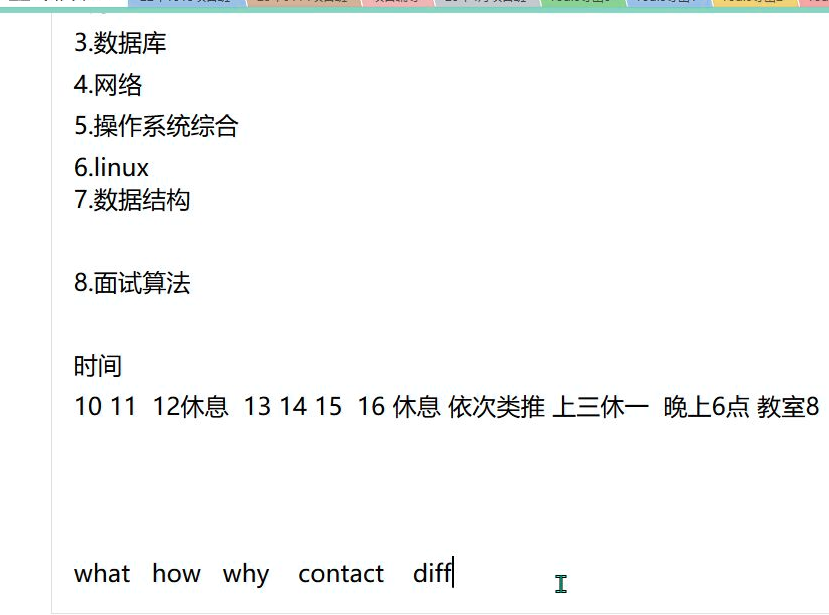 3.数据库
4.网络
5.操作系统综合
6.linux
7.数据结构
8.面试算法
时间
10 11  12休息  13 14 15  16 休息 依次类推 上三休一  晚上6点 教室8
what   how   why    contact    diff